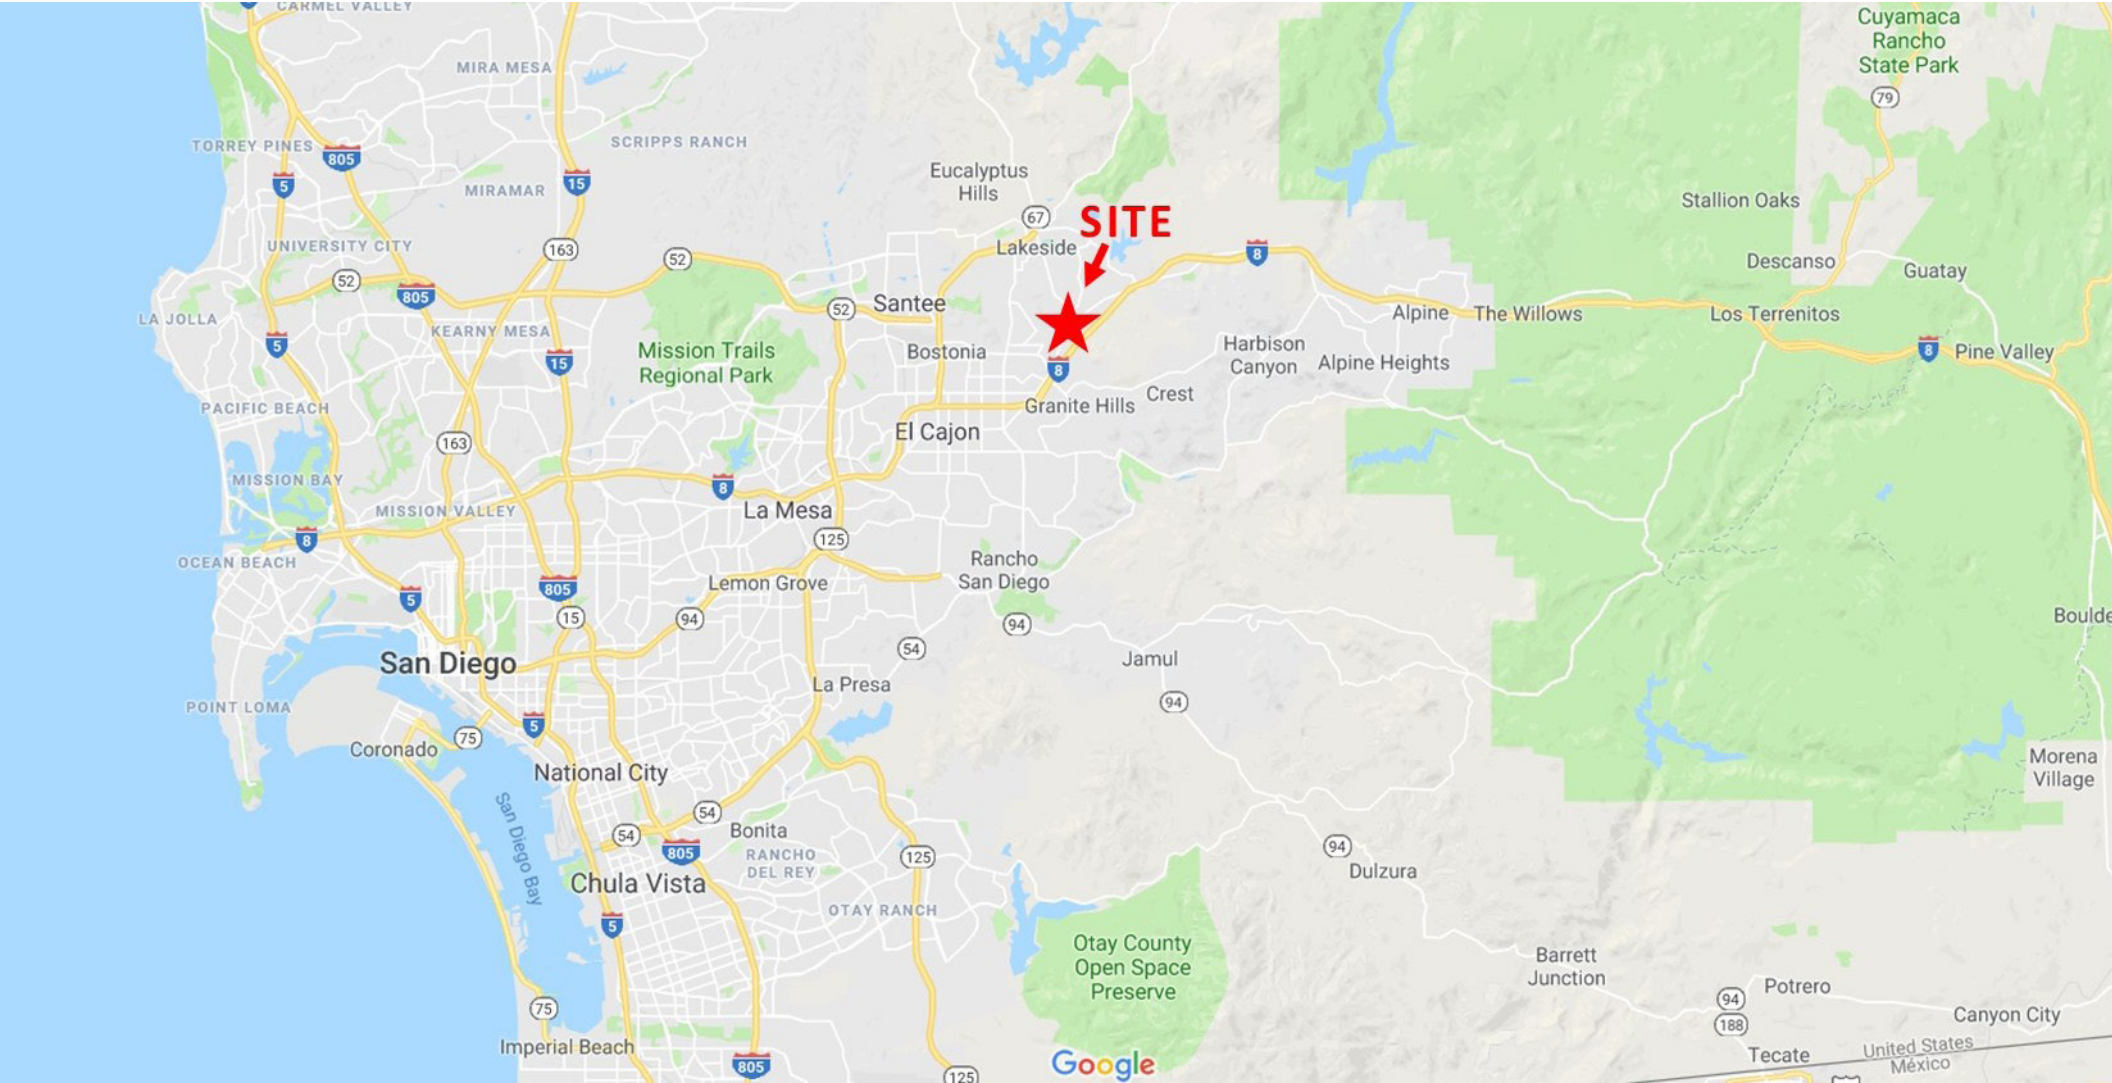 CARMEL VALLEY
Cuyamaca
Rancho
State Park
MIRA MESA
79
TORREY PINES
805
SCRIPPS RANCH
5
15
MIRAMAR
Eucalyptus
Hills
Stallion Oaks
67
SITE
UNIVERSITY CITY
163
52
Lakeside
8
Descanso
Guatay
52
805
Santee
52
LA JOLLA
KEARNY MESA
Alpine
The Willows
Los Terrenitos
5
15
Mission Trails
Regional Park
Bostonia
8
Harbison
Canyon
Alpine Heights
8
Pine Valley
PACIFIC BEACH
Granite Hills
Crest
163
El Cajon
MISSION BAY
8
MISSION VALLEY
La Mesa
8
125
OCEAN BEACH
Rancho
San Diego
805
Lemon Grove
5
15
94
94
Boulde
San Diego
54
Jamul
La Presa
94
POINT LOMA
5
75
Coronado
National City
Morena
Village
San Diego Bay
54
54
Bonita
805
RANCHO
DEL REY
125
94
Dulzura
Chula Vista
OTAY RANCH
5
Otay County
Open Space
Preserve
Barrett
Junction
Potrero
94
188
75
Canyon City
Imperial Beach
805
Google
125
Tecate
United States
México